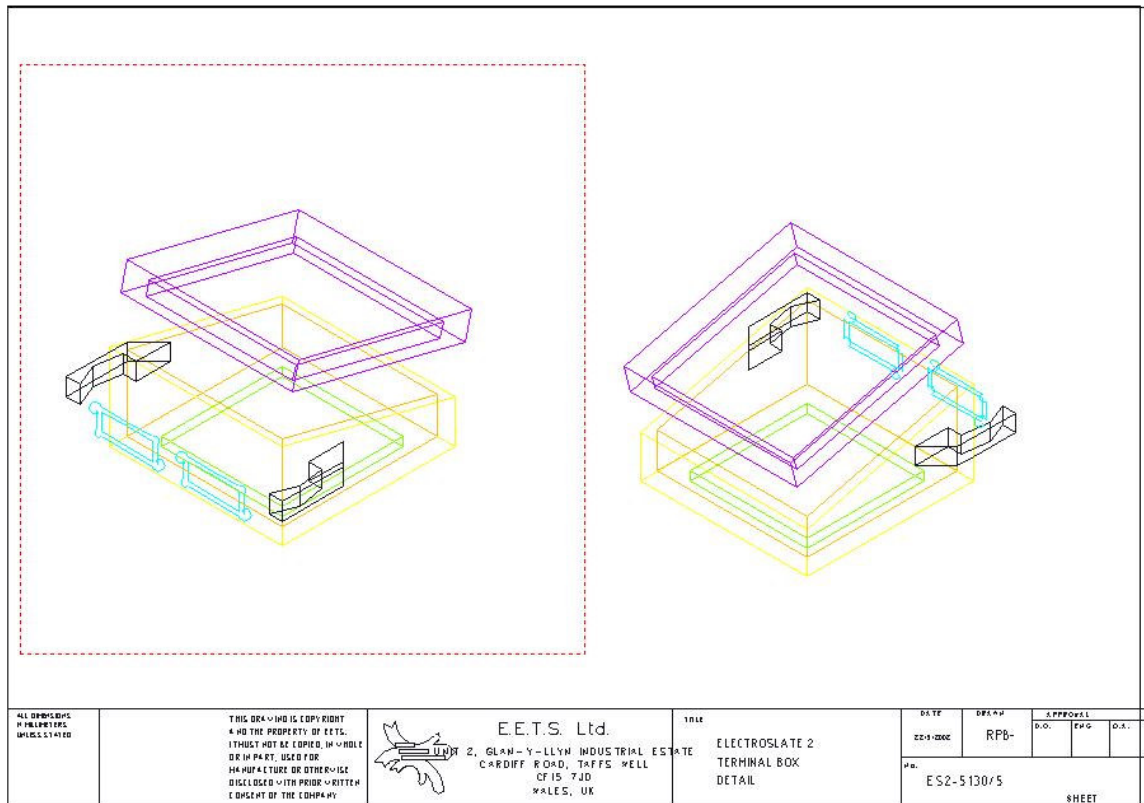 ALL DIMENSIONS
IN MILLIMETERS
UNLESS STATED
THIS DRAWING IS COPYRIGHT
AND THE PROPERTY OF EETS.
IT MUST NOT BE COPIED, IN WHOLE
OR IN PART, USED FOR
MANUFACTURE OR OTHERWISE
DISCLOSED WITH PRIOR WRITTEN
CONSENT OF THE COMPANY
E.E.T.S. Ltd.
UNIT 2, GLAN-Y-LLYN INDUSTRIAL ESTATE
CARDIFF ROAD, TAFFS WELL
CF15 7JD
WALES, UK
TITLE
ELECTROSLATE 2
TERMINAL BOX
DETAIL
DATE
DRAWN
RPB-
APPROVAL
D.O.
ENG
No.
ES2-5130/5
SHEET